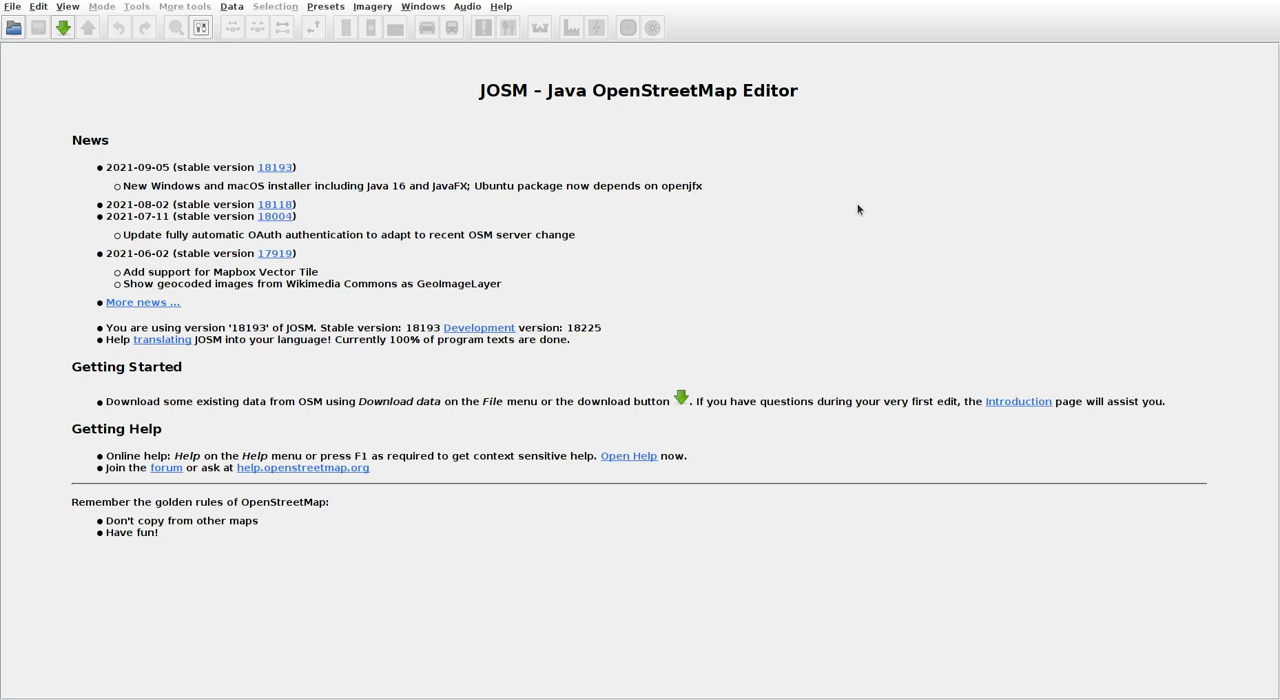 File Edit View Mode Tools More tools Data Selection Presets Imagery Windows Audio Help
JOSM – Java OpenStreetMap Editor
News
2021-09-05 (stable version 18193)
New Windows and macOS installer including Java 16 and JavaFX; Ubuntu package now depends on openjfx
2021-08-02 (stable version 18118)
2021-07-11 (stable version 18004)
Update fully automatic OAuth authentication to adapt to recent OSM server change
2021-06-02 (stable version 17919)
Add support for Mapbox Vector Tile
Show geocoded images from Wikimedia Commons as GeoImageLayer
More news ...
You are using version '18193' of JOSM. Stable version: 18193 Development version: 18225
Help translating JOSM into your language! Currently 100% of program texts are done.
Getting Started
Download some existing data from OSM using Download data on the File menu or the download button . If you have questions during your very first edit, the Introduction page will assist you.
Getting Help
Online help: Help on the Help menu or press F1 as required to get context sensitive help. Open Help now.
Join the forum or ask at help.openstreetmap.org
Remember the golden rules of OpenStreetMap:
Don't copy from other maps
Have fun!